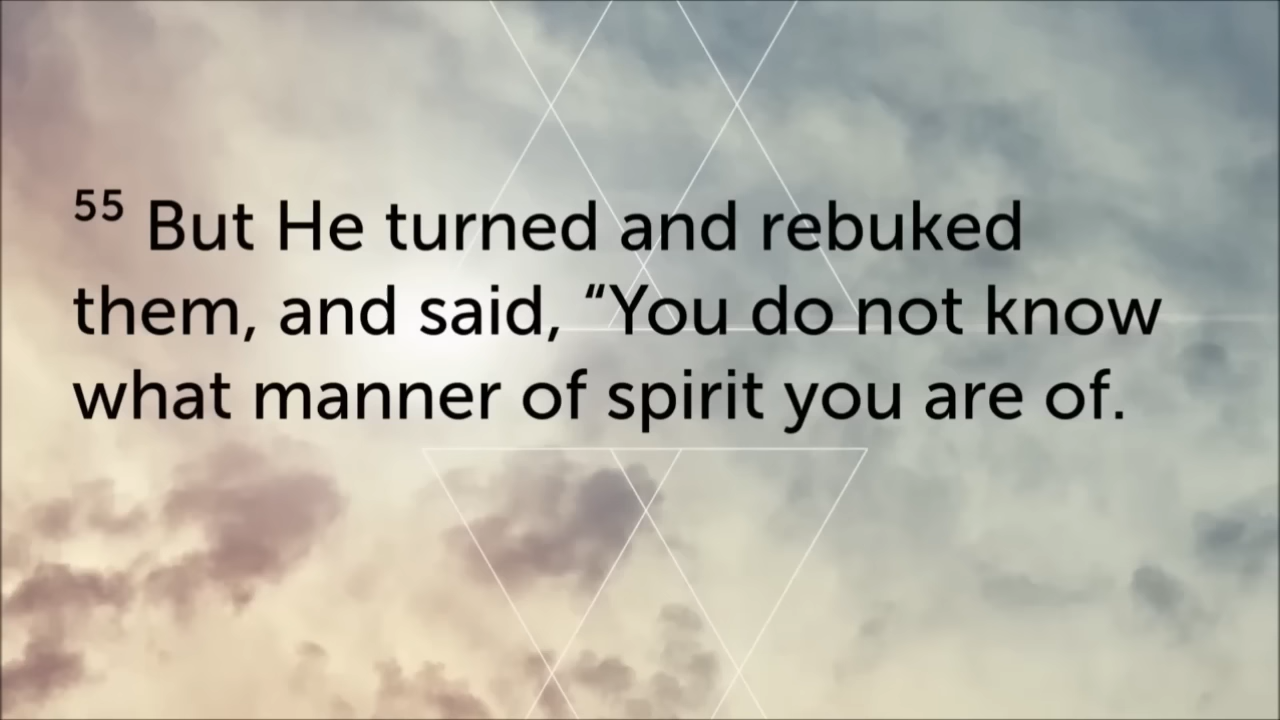 55 But He turned and rebuked
them, and said, “You do not know
what manner of spirit you are of.